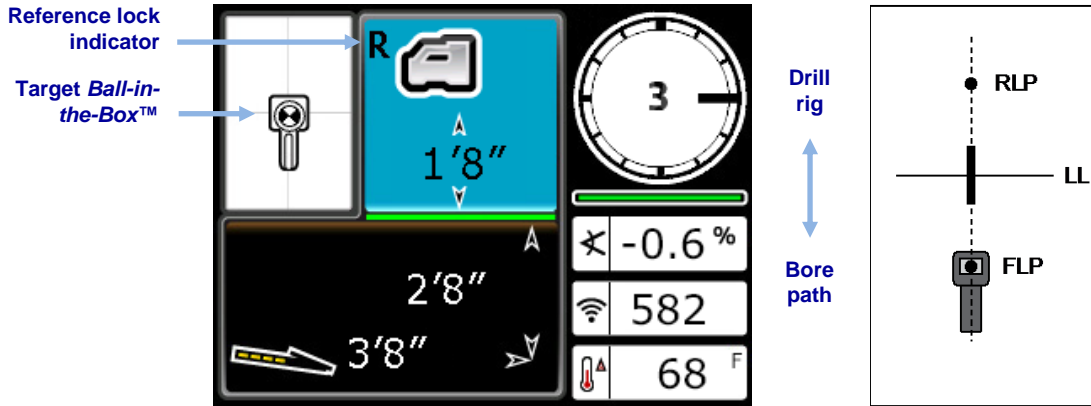 Reference lock
indicator
Target Ball-in-
the-Box™
R
1'8"
2'8"
3'8"
3
-0.6 %
582
68 F
Drill
rig
Bore
path
RLP
LL
FLP